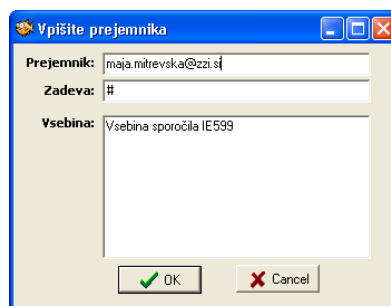 Vpišite prejemnika
Prejemnik: maja.mitrevska@zzi.si
Zadeva: #
Vsebina: Vsebina sporočila IE599
OK Cancel